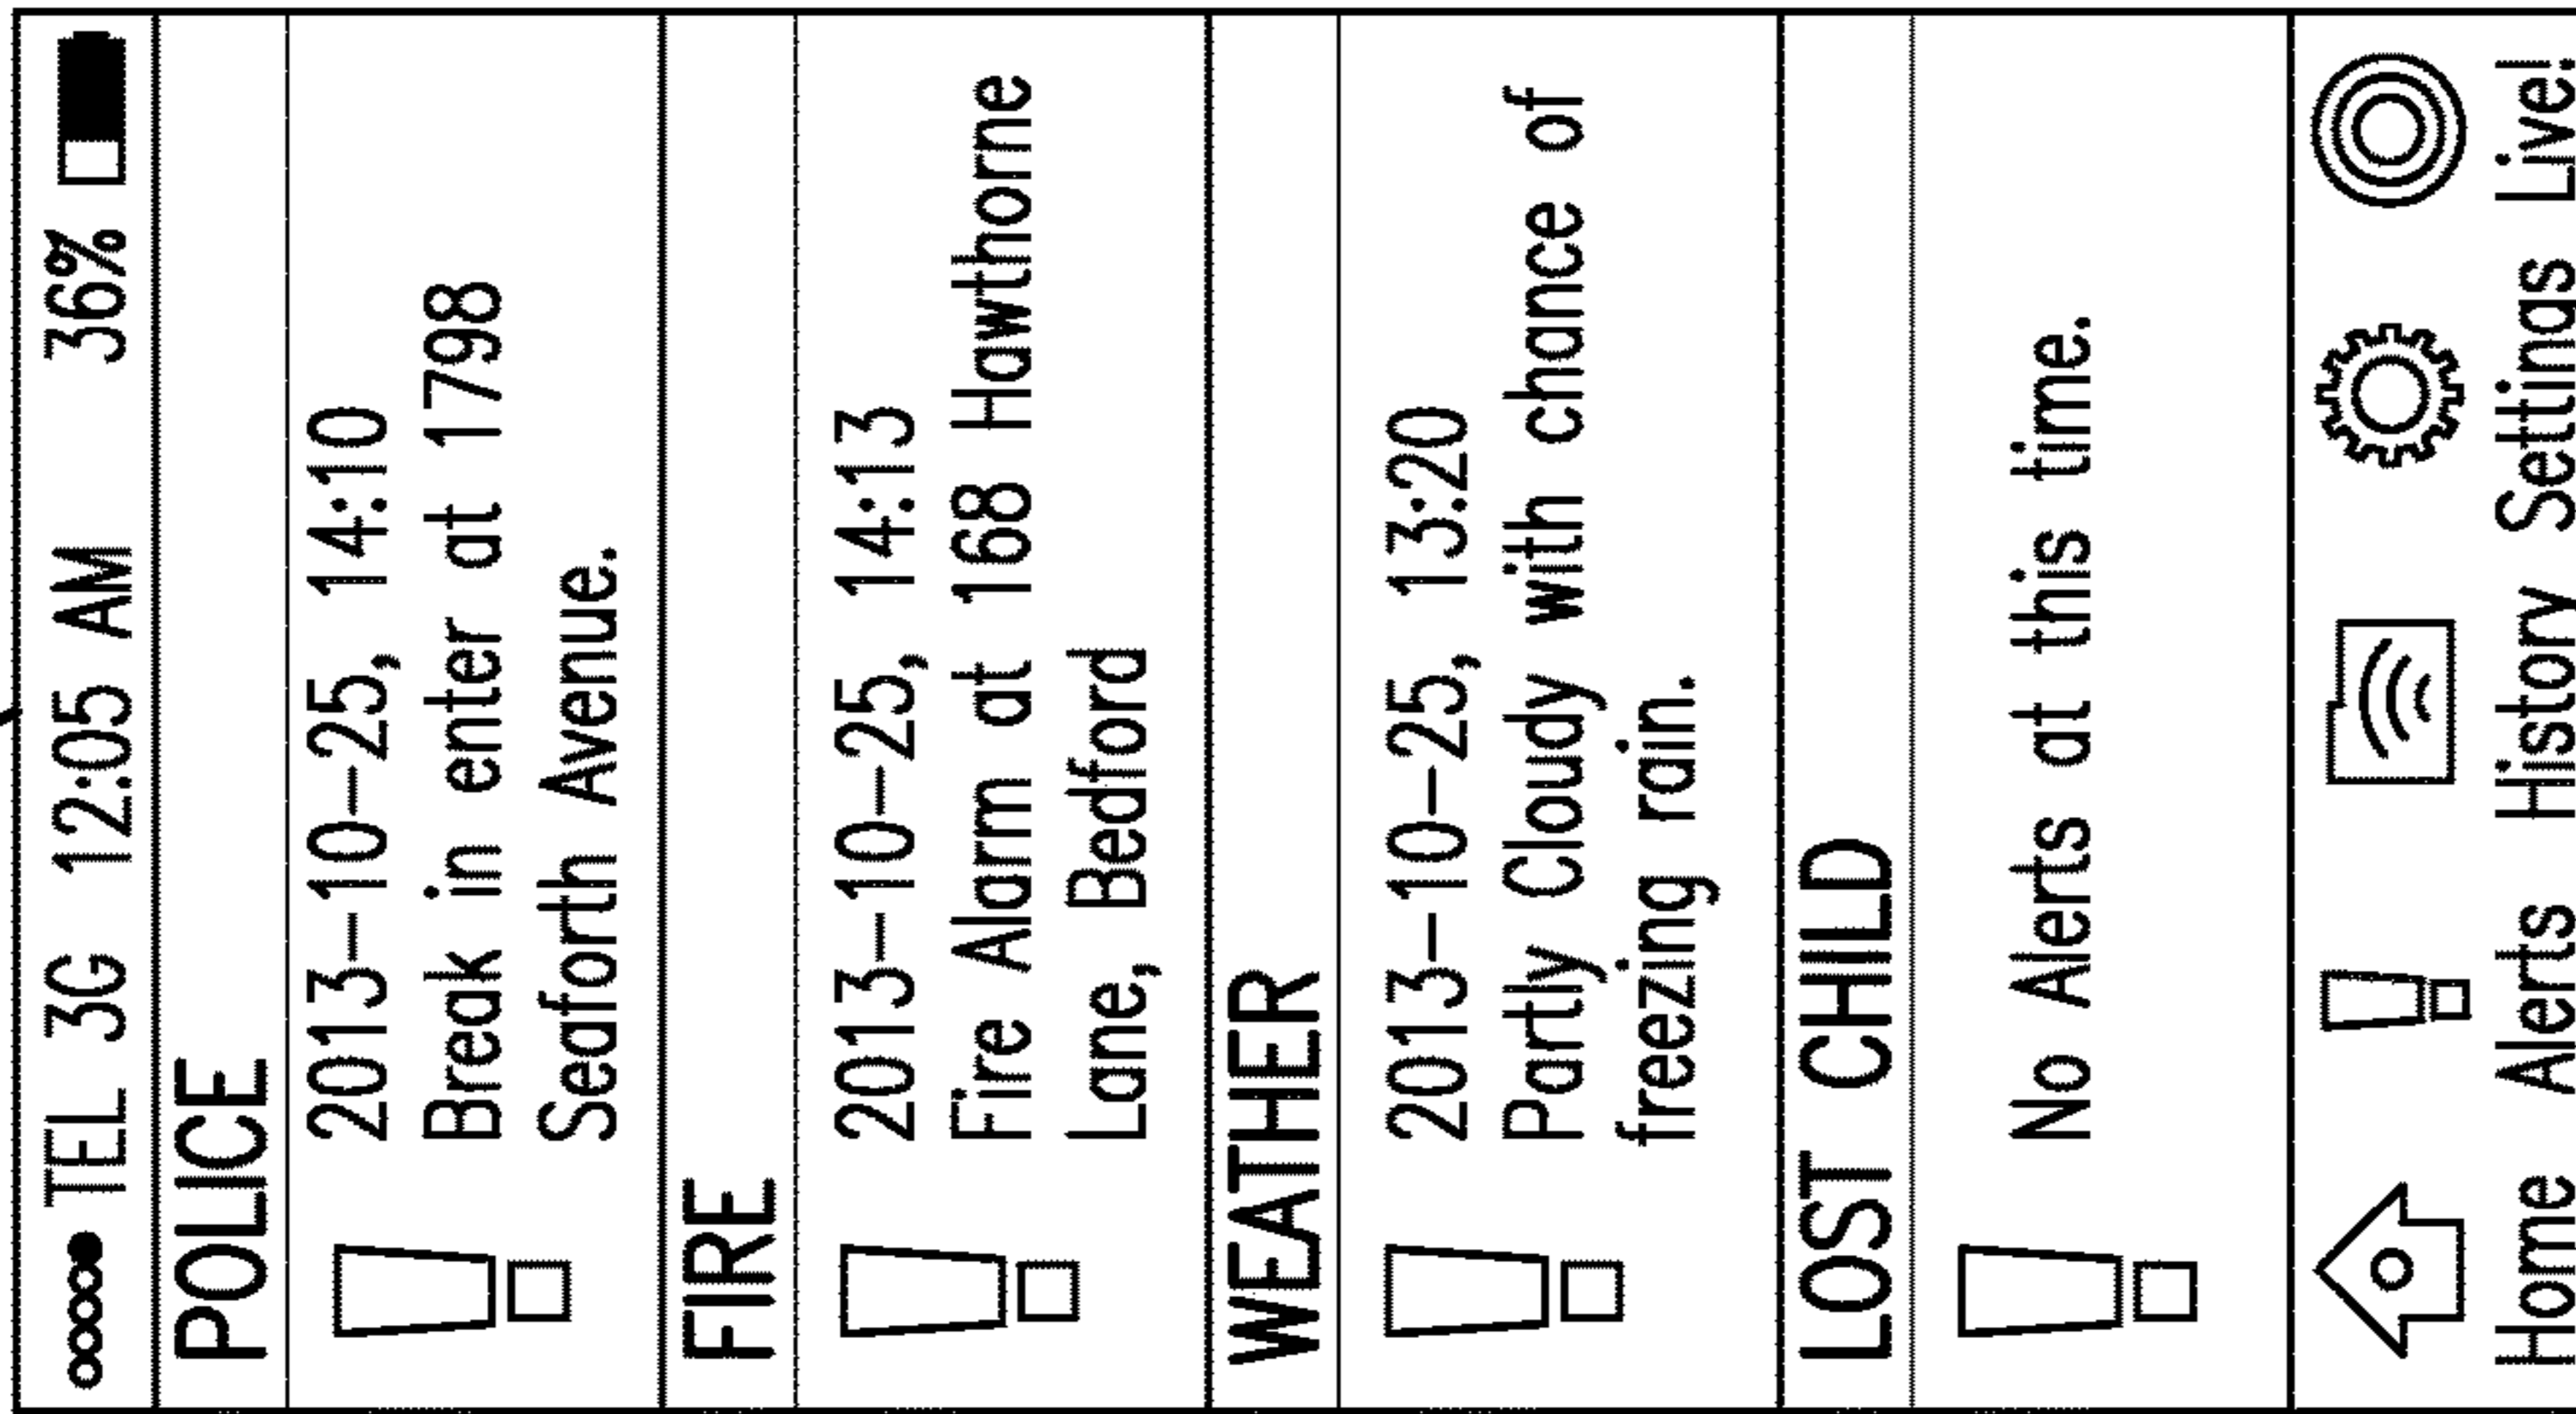 TEL 3G 12:05 AM 36%
POLICE
2013-10-25, 14:10
Break in enter at 1798
Seaforth Avenue.
FIRE
2013-10-25, 14:13
Fire Alarm at 168 Hawthorne
Lane, Bedford
WEATHER
2013-10-25, 13:20
Partly Cloudy with chance of
freezing rain.
LOST CHILD
No Alerts at this time.
Home Alerts History Settings Live!